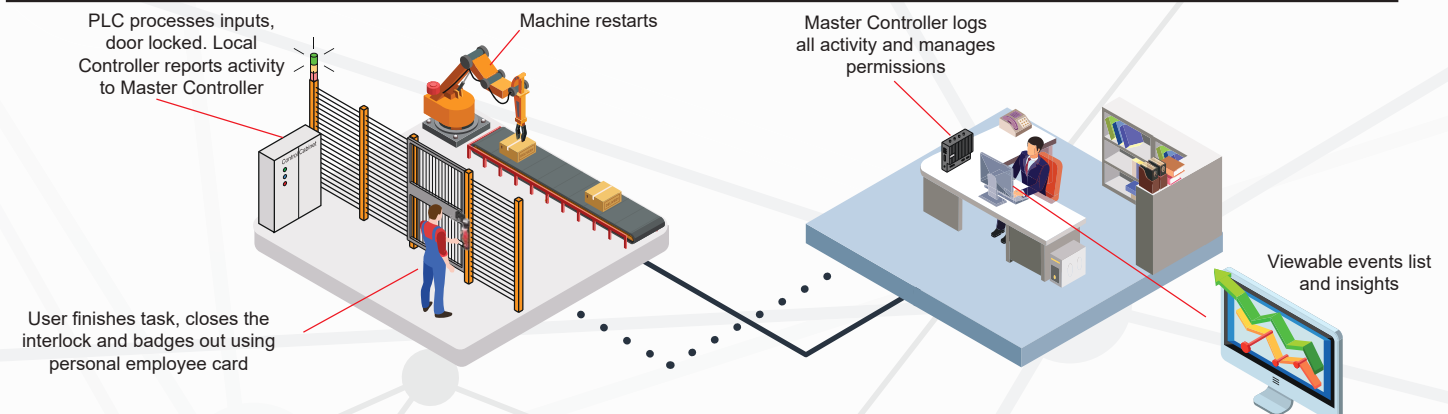 PLC processes inputs,
door locked. Local
Controller reports activity
to Master Controller
Machine restarts
Master Controller logs
all activity and manages
permissions
Control Cabinet
Viewable events list
and insights
User finishes task, closes the
interlock and badges out using
personal employee card